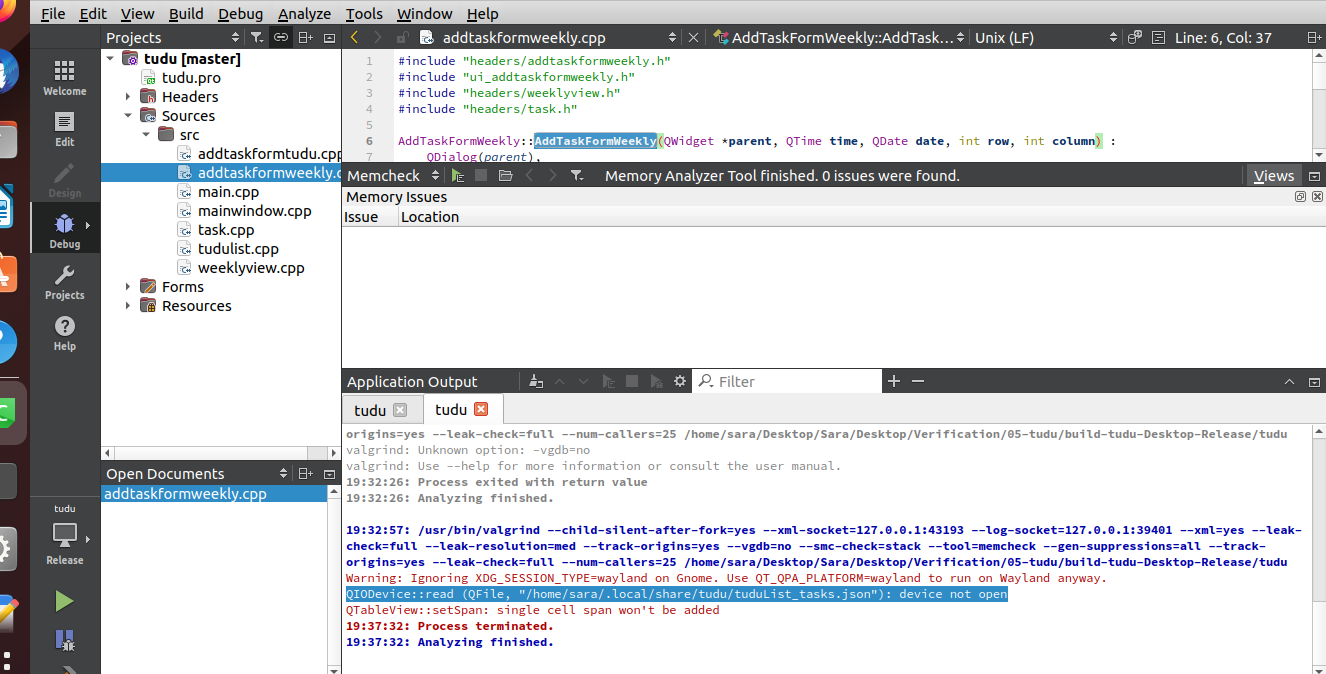 File Edit View Build Debug Analyze Tools Window Help
Projects
addtaskformweekly.cpp
AddTaskFormWeekly::AddTask...
Unix (LF)
Line: 6, Col: 37
Welcome
Edit
Design
Debug
Projects
Help
tudu
Release
tudu [master]
tudu.pro
Headers
Sources
src
addtaskformtudu.cpp
addtaskformweekly.c
main.cpp
mainwindow.cpp
task.cpp
tudulist.cpp
weeklyview.cpp
Forms
Resources
Open Documents
addtaskformweekly.cpp
1 #include "headers/addtaskformweekly.h"
2 #include "ui_addtaskformweekly.h"
3 #include "headers/weeklyview.h"
4 #include "headers/task.h"
5
6 AddTaskFormWeekly::AddTaskFormWeekly(QWidget *parent, QTime time, QDate date, int row, int column) :
7 QDialog(parent),
Memcheck
Memory Analyzer Tool finished. 0 issues were found.
Views
Memory Issues
Issue Location
Application Output
Filter
tudu
tudu
origins=yes --leak-check=full --num-callers=25 /home/sara/Desktop/Sara/Desktop/Verification/05-tudu/build-tudu-Desktop-Release/tudu
valgrind: Unknown option: -vgdb=no
valgrind: Use --help for more information or consult the user manual.
19:32:26: Process exited with return value
19:32:26: Analyzing finished.
19:32:57: /usr/bin/valgrind --child-silent-after-fork=yes --xml-socket=127.0.0.1:43193 --log-socket=127.0.0.1:39401 --xml=yes --leak-
check=full --leak-resolution=med --track-origins=yes --vgdb=no --smc-check=stack --tool=memcheck --gen-suppressions=all --track-
origins=yes --leak-check=full --num-callers=25 /home/sara/Desktop/Sara/Desktop/Verification/05-tudu/build-tudu-Desktop-Release/tudu
Warning: Ignoring XDG_SESSION_TYPE=wayland on Gnome. Use QT_QPA_PLATFORM=wayland to run on Wayland anyway.
QIODevice::read (QFile, "/home/sara/.local/share/tudu/tuduList_tasks.json"): device not open
QTableView::setSpan: single cell span won't be added
19:37:32: Process terminated.
19:37:32: Analyzing finished.